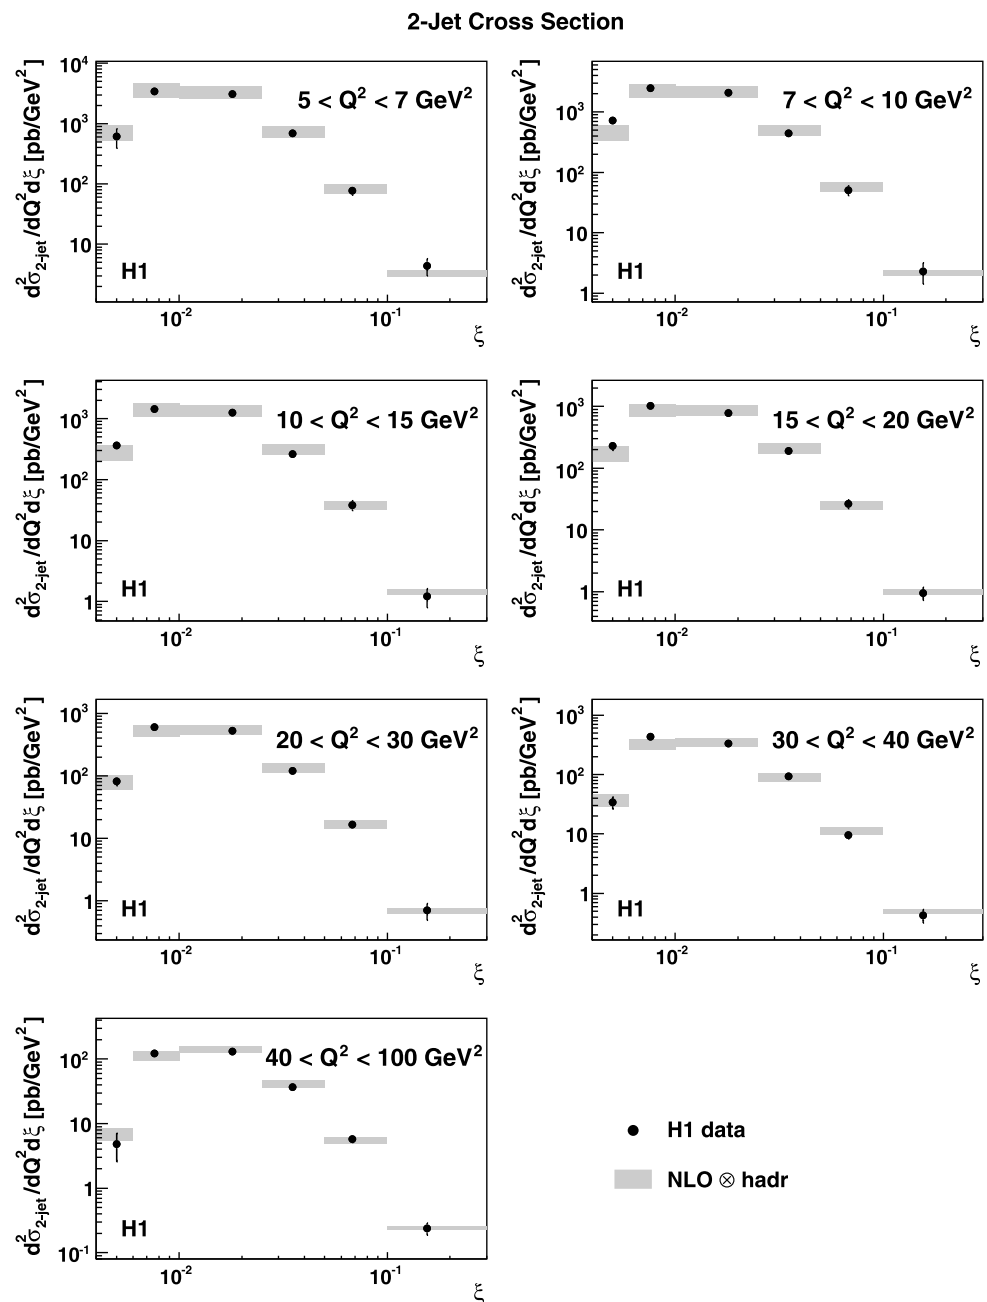 2-Jet Cross Section
d²σ₂₋ⱼₑₜ/dQ²dξ [pb/GeV²]
10⁴
10³
10²
10
5 < Q² < 7 GeV²
H1
10⁻² 10⁻¹
ξ
d²σ₂₋ⱼₑₜ/dQ²dξ [pb/GeV²]
10³
10²
10
1
7 < Q² < 10 GeV²
H1
10⁻² 10⁻¹
ξ
d²σ₂₋ⱼₑₜ/dQ²dξ [pb/GeV²]
10³
10²
10
1
10 < Q² < 15 GeV²
H1
10⁻² 10⁻¹
ξ
d²σ₂₋ⱼₑₜ/dQ²dξ [pb/GeV²]
10³
10²
10
1
15 < Q² < 20 GeV²
H1
10⁻² 10⁻¹
ξ
d²σ₂₋ⱼₑₜ/dQ²dξ [pb/GeV²]
10³
10²
10
1
20 < Q² < 30 GeV²
H1
10⁻² 10⁻¹
ξ
d²σ₂₋ⱼₑₜ/dQ²dξ [pb/GeV²]
10³
10²
10
1
30 < Q² < 40 GeV²
H1
10⁻² 10⁻¹
ξ
d²σ₂₋ⱼₑₜ/dQ²dξ [pb/GeV²]
10²
10
1
10⁻¹
40 < Q² < 100 GeV²
H1
10⁻² 10⁻¹
ξ
H1 data
NLO ⊗ hadr